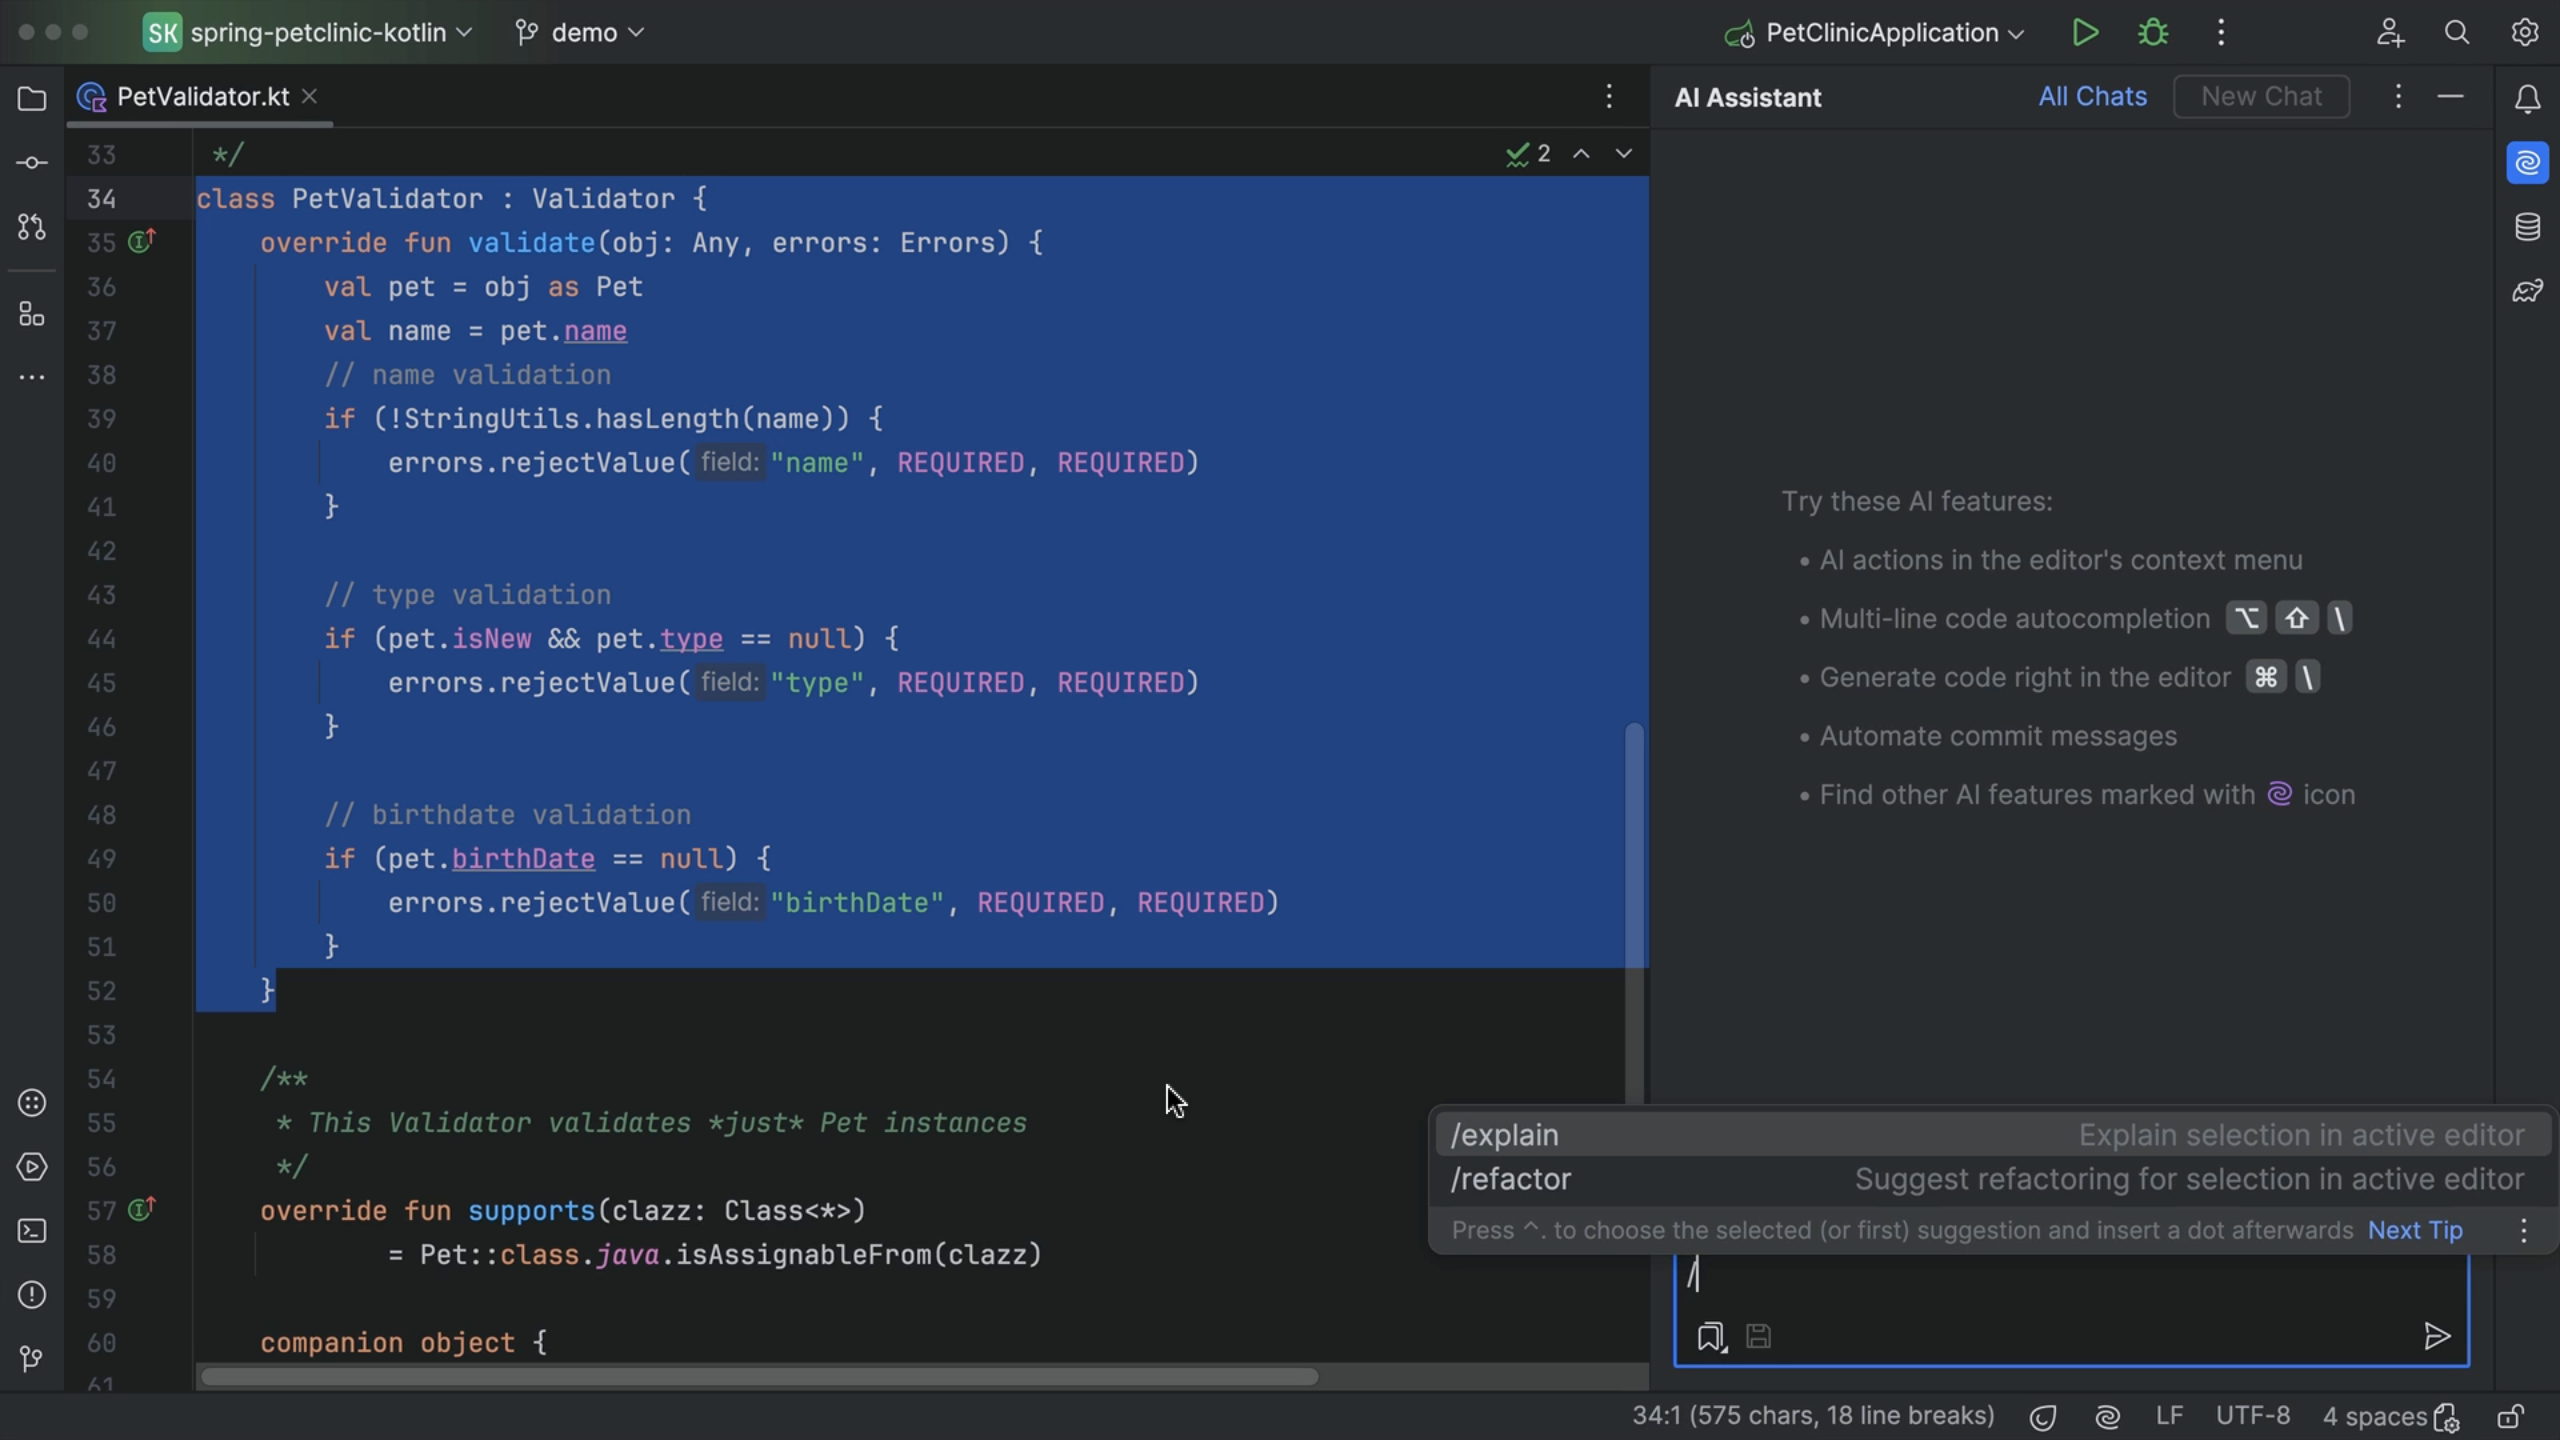 SK spring-petclinic-kotlin demo PetClinicApplication
PetValidator.kt
33 */
2
34 class PetValidator : Validator {
35 override fun validate(obj: Any, errors: Errors) {
36 val pet = obj as Pet
37 val name = pet.name
38 // name validation
39 if (!StringUtils.hasLength(name)) {
40 errors.rejectValue( field: "name", REQUIRED, REQUIRED)
41 }
42
43 // type validation
44 if (pet.isNew && pet.type == null) {
45 errors.rejectValue( field: "type", REQUIRED, REQUIRED)
46 }
47
48 // birthdate validation
49 if (pet.birthDate == null) {
50 errors.rejectValue( field: "birthDate", REQUIRED, REQUIRED)
51 }
52 }
53
54 /**
55 * This Validator validates *just* Pet instances
56 */
57 override fun supports(clazz: Class<*>)
58 = Pet::class.java.isAssignableFrom(clazz)
59
60 companion object {
61
AI Assistant All Chats New Chat
Try these AI features:
• AI actions in the editor's context menu
• Multi-line code autocompletion ⌥ ⇧ \
• Generate code right in the editor ⌘ \
• Automate commit messages
• Find other AI features marked with icon
/explain Explain selection in active editor
/refactor Suggest refactoring for selection in active editor
Press ^. to choose the selected (or first) suggestion and insert a dot afterwards Next Tip
/
34:1 (575 chars, 18 line breaks) LF UTF-8 4 spaces